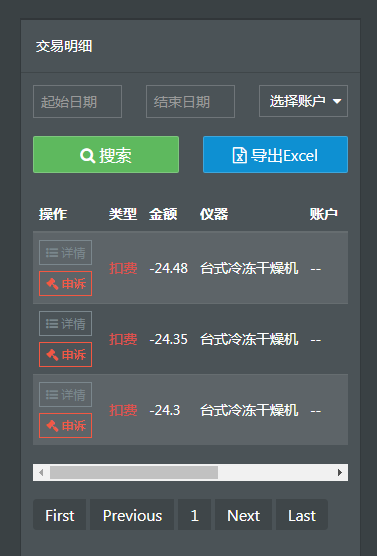 交易明细
起始日期 结束日期 选择账户
搜索 导出Excel
操作 类型 金额 仪器 账户
详情
申诉
扣费 -24.48 台式冷冻干燥机 --
详情
申诉
扣费 -24.35 台式冷冻干燥机 --
详情
申诉
扣费 -24.3 台式冷冻干燥机 --
First Previous 1 Next Last